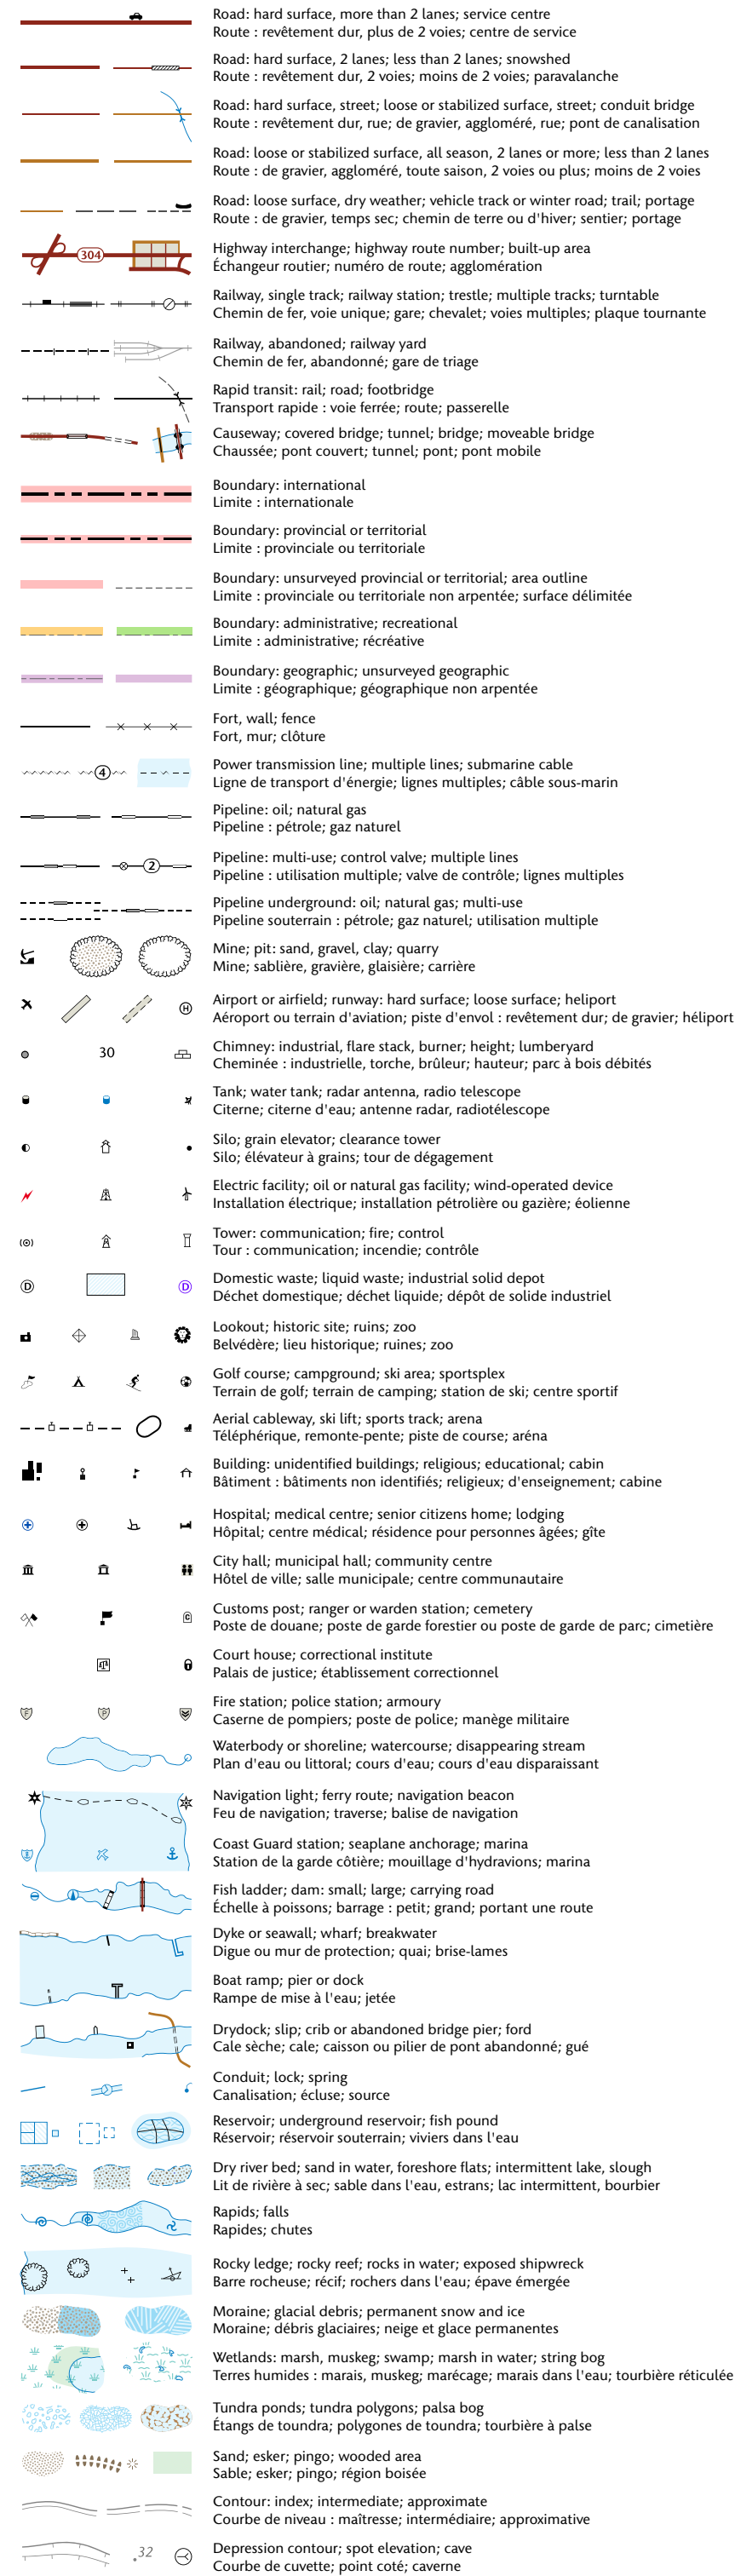 Road: hard surface, more than 2 lanes; service centre
Route : revêtement dur, plus de 2 voies; centre de service
Road: hard surface, 2 lanes; less than 2 lanes; snowshed
Route : revêtement dur, 2 voies; moins de 2 voies; paravalanche
Road: hard surface, street; loose or stabilized surface, street; conduit bridge
Route : revêtement dur, rue; de gravier, aggloméré, rue; pont de canalisation
Road: loose or stabilized surface, all season, 2 lanes or more; less than 2 lanes
Route : de gravier, aggloméré, toute saison, 2 voies ou plus; moins de 2 voies
Road: loose surface, dry weather; vehicle track or winter road; trail; portage
Route : de gravier, temps sec; chemin de terre ou d'hiver; sentier; portage
304
Highway interchange; highway route number; built-up area
Échangeur routier; numéro de route; agglomération
Railway, single track; railway station; trestle; multiple tracks; turntable
Chemin de fer, voie unique; gare; chevalet; voies multiples; plaque tournante
Railway, abandoned; railway yard
Chemin de fer, abandonné; gare de triage
Rapid transit: rail; road; footbridge
Transport rapide : voie ferrée; route; passerelle
Causeway; covered bridge; tunnel; bridge; moveable bridge
Chaussée; pont couvert; tunnel; pont; pont mobile
Boundary: international
Limite : internationale
Boundary: provincial or territorial
Limite : provinciale ou territoriale
Boundary: unsurveyed provincial or territorial; area outline
Limite : provinciale ou territoriale non arpentée; surface délimitée
Boundary: administrative; recreational
Limite : administrative; récréative
Boundary: geographic; unsurveyed geographic
Limite : géographique; géographique non arpentée
Fort, wall; fence
Fort, mur; clôture
4
Power transmission line; multiple lines; submarine cable
Ligne de transport d'énergie; lignes multiples; câble sous-marin
Pipeline: oil; natural gas
Pipeline : pétrole; gaz naturel
2
Pipeline: multi-use; control valve; multiple lines
Pipeline : utilisation multiple; valve de contrôle; lignes multiples
Pipeline underground: oil; natural gas; multi-use
Pipeline souterrain : pétrole; gaz naturel; utilisation multiple
Mine; pit: sand, gravel, clay; quarry
Mine; sablière, gravière, glaisière; carrière
H
Airport or airfield; runway: hard surface; loose surface; heliport
Aéroport ou terrain d'aviation; piste d'envol : revêtement dur; de gravier; héliport
30
Chimney: industrial, flare stack, burner; height; lumberyard
Cheminée : industrielle, torche, brûleur; hauteur; parc à bois débités
Tank; water tank; radar antenna, radio telescope
Citerne; citerne d'eau; antenne radar, radiotélescope
Silo; grain elevator; clearance tower
Silo; élévateur à grains; tour de dégagement
Electric facility; oil or natural gas facility; wind-operated device
Installation électrique; installation pétrolière ou gazière; éolienne
Tower: communication; fire; control
Tour : communication; incendie; contrôle
D D
Domestic waste; liquid waste; industrial solid depot
Déchet domestique; déchet liquide; dépôt de solide industriel
Lookout; historic site; ruins; zoo
Belvédère; lieu historique; ruines; zoo
Golf course; campground; ski area; sportsplex
Terrain de golf; terrain de camping; station de ski; centre sportif
Aerial cableway, ski lift; sports track; arena
Téléphérique, remonte-pente; piste de course; aréna
Building: unidentified buildings; religious; educational; cabin
Bâtiment : bâtiments non identifiés; religieux; d'enseignement; cabine
Hospital; medical centre; senior citizens home; lodging
Hôpital; centre médical; résidence pour personnes âgées; gîte
City hall; municipal hall; community centre
Hôtel de ville; salle municipale; centre communautaire
C
Customs post; ranger or warden station; cemetery
Poste de douane; poste de garde forestier ou poste de garde de parc; cimetière
Court house; correctional institute
Palais de justice; établissement correctionnel
F P
Fire station; police station; armoury
Caserne de pompiers; poste de police; manège militaire
Waterbody or shoreline; watercourse; disappearing stream
Plan d'eau ou littoral; cours d'eau; cours d'eau disparaissant
Navigation light; ferry route; navigation beacon
Feu de navigation; traverse; balise de navigation
Coast Guard station; seaplane anchorage; marina
Station de la garde côtière; mouillage d'hydravions; marina
Fish ladder; dam: small; large; carrying road
Échelle à poissons; barrage : petit; grand; portant une route
Dyke or seawall; wharf; breakwater
Digue ou mur de protection; quai; brise-lames
Boat ramp; pier or dock
Rampe de mise à l'eau; jetée
Drydock; slip; crib or abandoned bridge pier; ford
Cale sèche; cale; caisson ou pilier de pont abandonné; gué
Conduit; lock; spring
Canalisation; écluse; source
Reservoir; underground reservoir; fish pound
Réservoir; réservoir souterrain; viviers dans l'eau
Dry river bed; sand in water, foreshore flats; intermittent lake, slough
Lit de rivière à sec; sable dans l'eau, estrans; lac intermittent, bourbier
Rapids; falls
Rapides; chutes
Rocky ledge; rocky reef; rocks in water; exposed shipwreck
Barre rocheuse; récif; rochers dans l'eau; épave émergée
Moraine; glacial debris; permanent snow and ice
Moraine; débris glaciaires; neige et glace permanentes
Wetlands: marsh, muskeg; swamp; marsh in water; string bog
Terres humides : marais, muskeg; marécage; marais dans l'eau; tourbière réticulée
Tundra ponds; tundra polygons; palsa bog
Étangs de toundra; polygones de toundra; tourbière à palse
Sand; esker; pingo; wooded area
Sable; esker; pingo; région boisée
Contour: index; intermediate; approximate
Courbe de niveau : maîtresse; intermédiaire; approximative
32
Depression contour; spot elevation; cave
Courbe de cuvette; point coté; caverne